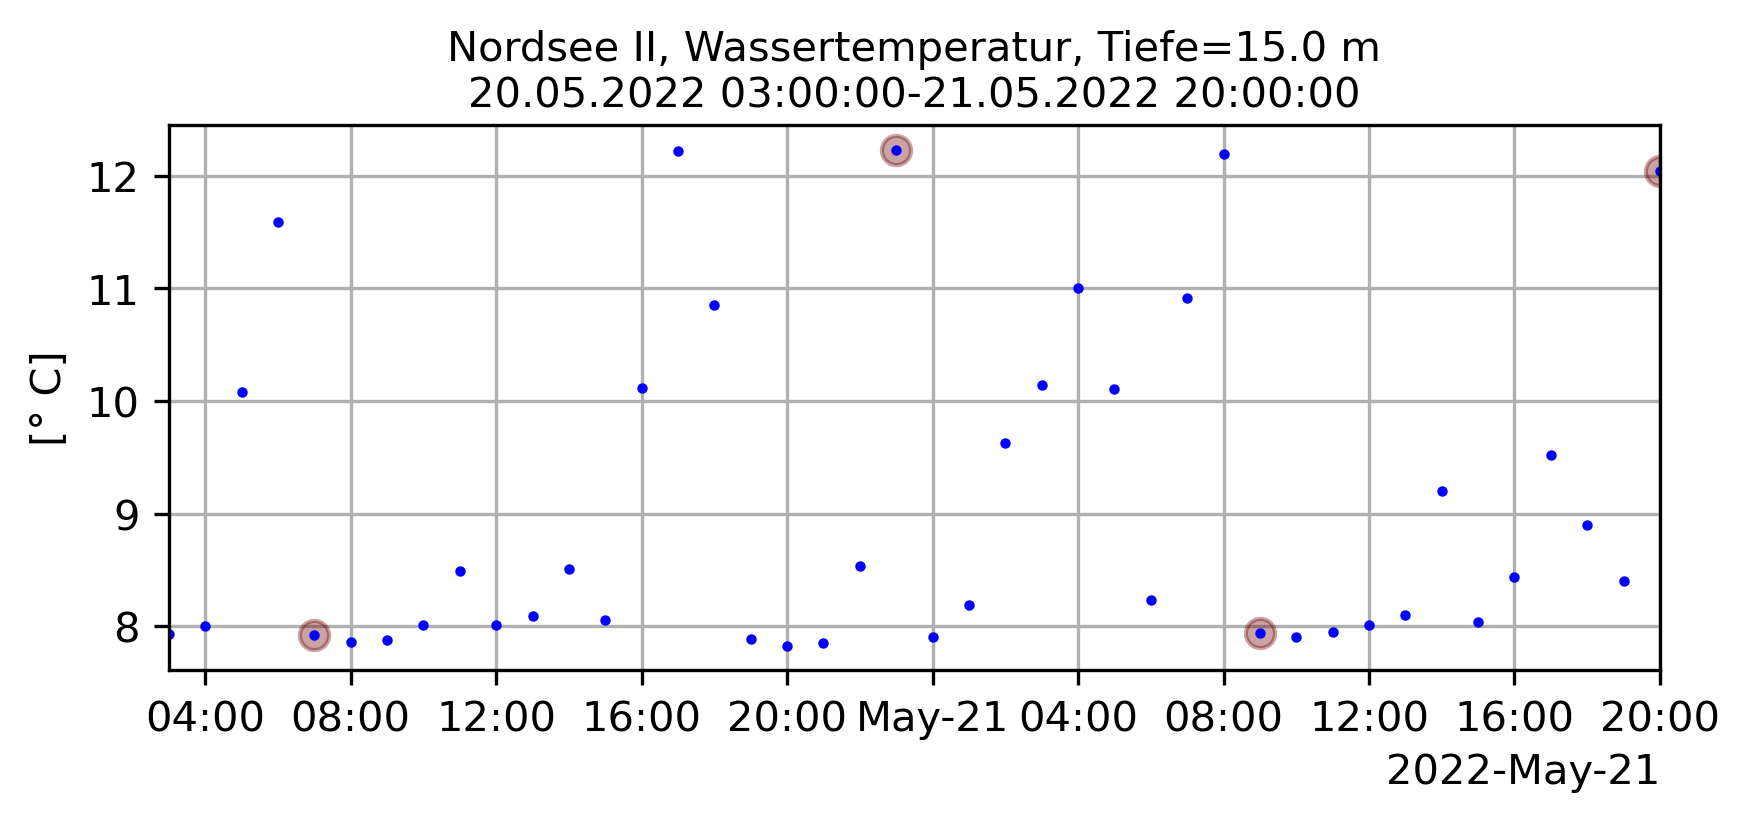 Nordsee II, Wassertemperatur, Tiefe=15.0 m
20.05.2022 03:00:00-21.05.2022 20:00:00
12
11
10
9
8
[° C]
04:00 08:00 12:00 16:00 20:00 May-21 04:00 08:00 12:00 16:00 20:00
2022-May-21